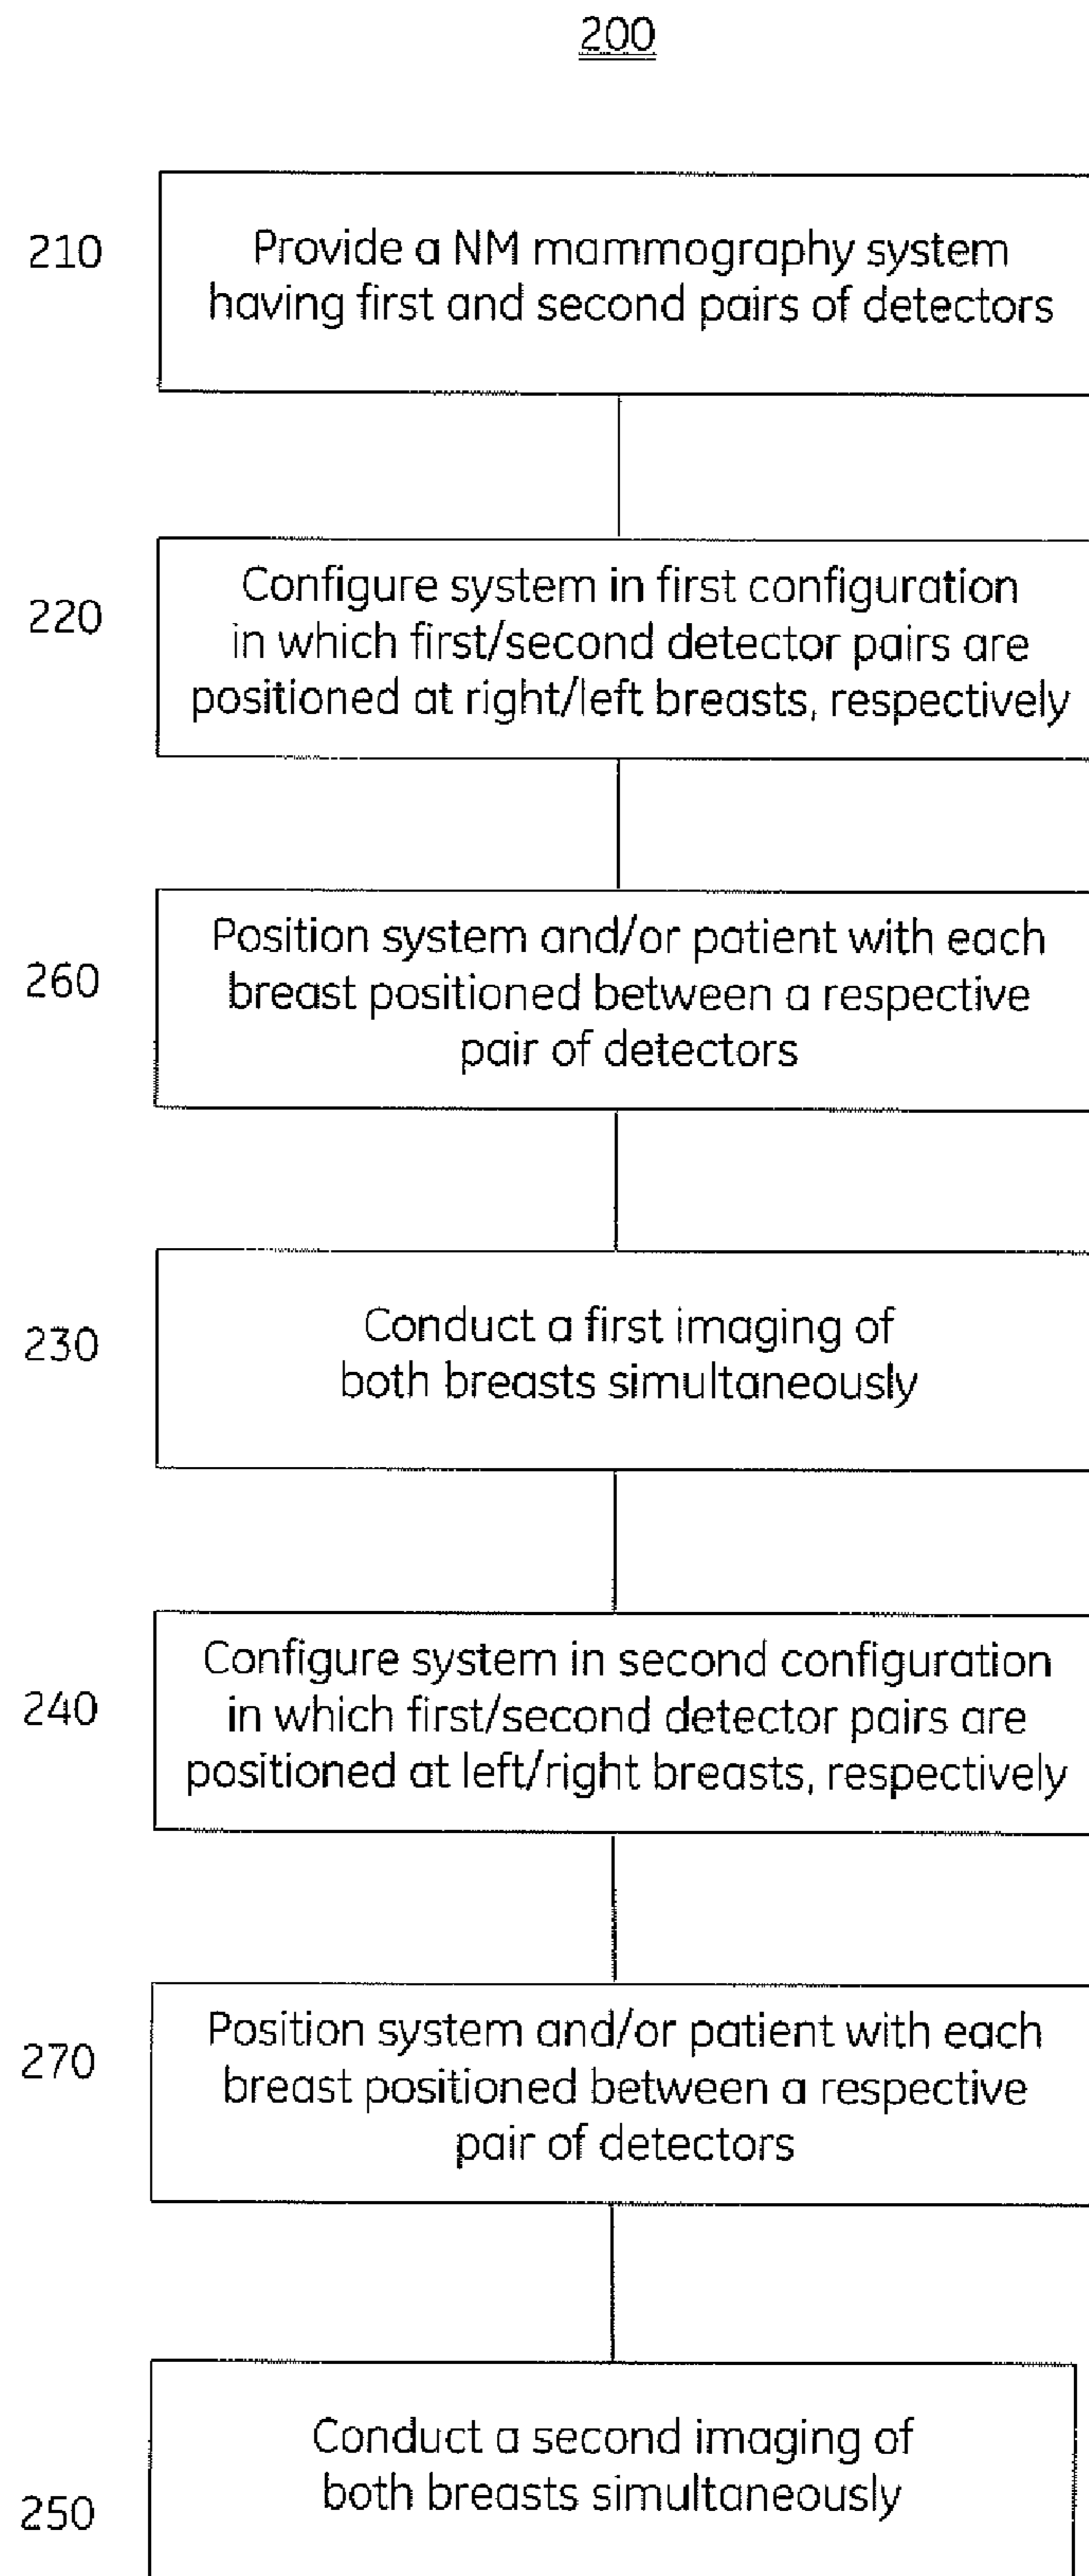 200
210
Provide a NM mammography system
having first and second pairs of detectors
220
Configure system in first configuration
in which first/second detector pairs are
positioned at right/left breasts, respectively
260
Position system and/or patient with each
breast positioned between a respective
pair of detectors
230
Conduct a first imaging of
both breasts simultaneously
240
Configure system in second configuration
in which first/second detector pairs are
positioned at left/right breasts, respectively
270
Position system and/or patient with each
breast positioned between a respective
pair of detectors
250
Conduct a second imaging of
both breasts simultaneously